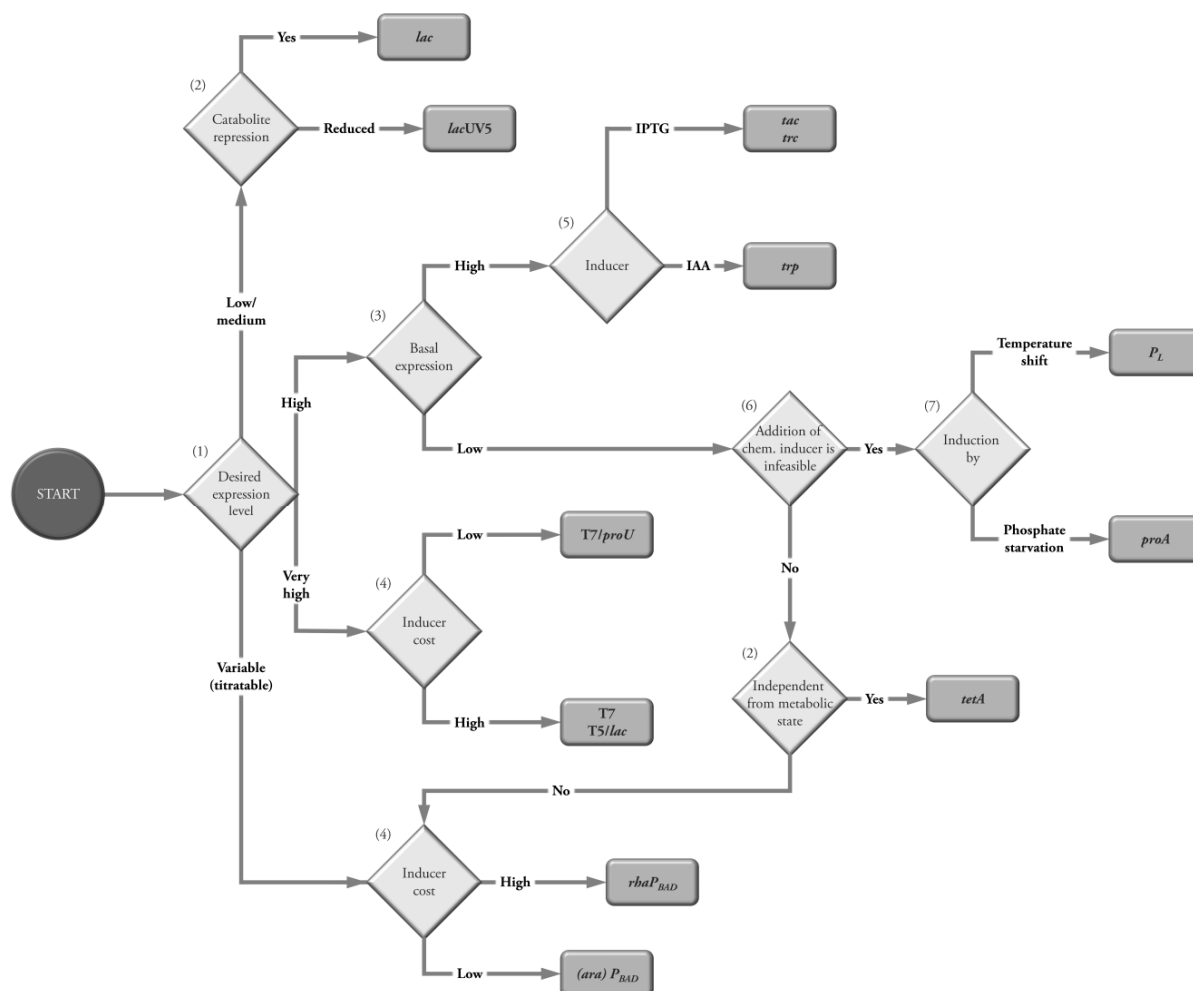 Yes
lac
(2)
Catabolite
repression
Reduced
lacUV5
IPTG
tac
trc
(5)
Inducer
High
IAA
trp
Low/
medium
(3)
Basal
expression
Temperature
shift
P_L
High
(6)
Addition of
chem. inducer is
infeasible
Low
Yes
(7)
Induction
by
START
(1)
Desired
expression
level
Phosphate
starvation
proA
Low
T7/proU
No
Very
high
(4)
Inducer
cost
Variable
(titratable)
High
T7
T5/lac
(2)
Independent
from metabolic
state
Yes
tetA
No
(4)
Inducer
cost
High
rhaP_BAD
Low
(ara) P_BAD